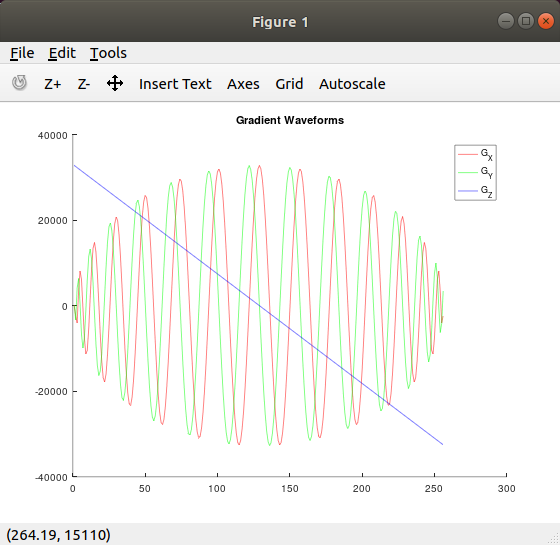 Figure 1
File Edit Tools
Z+ Z- Insert Text Axes Grid Autoscale
Gradient Waveforms
40000
G_X
G_Y
G_Z
20000
0
-20000
-40000
0 50 100 150 200 250 300
(264.19, 15110)